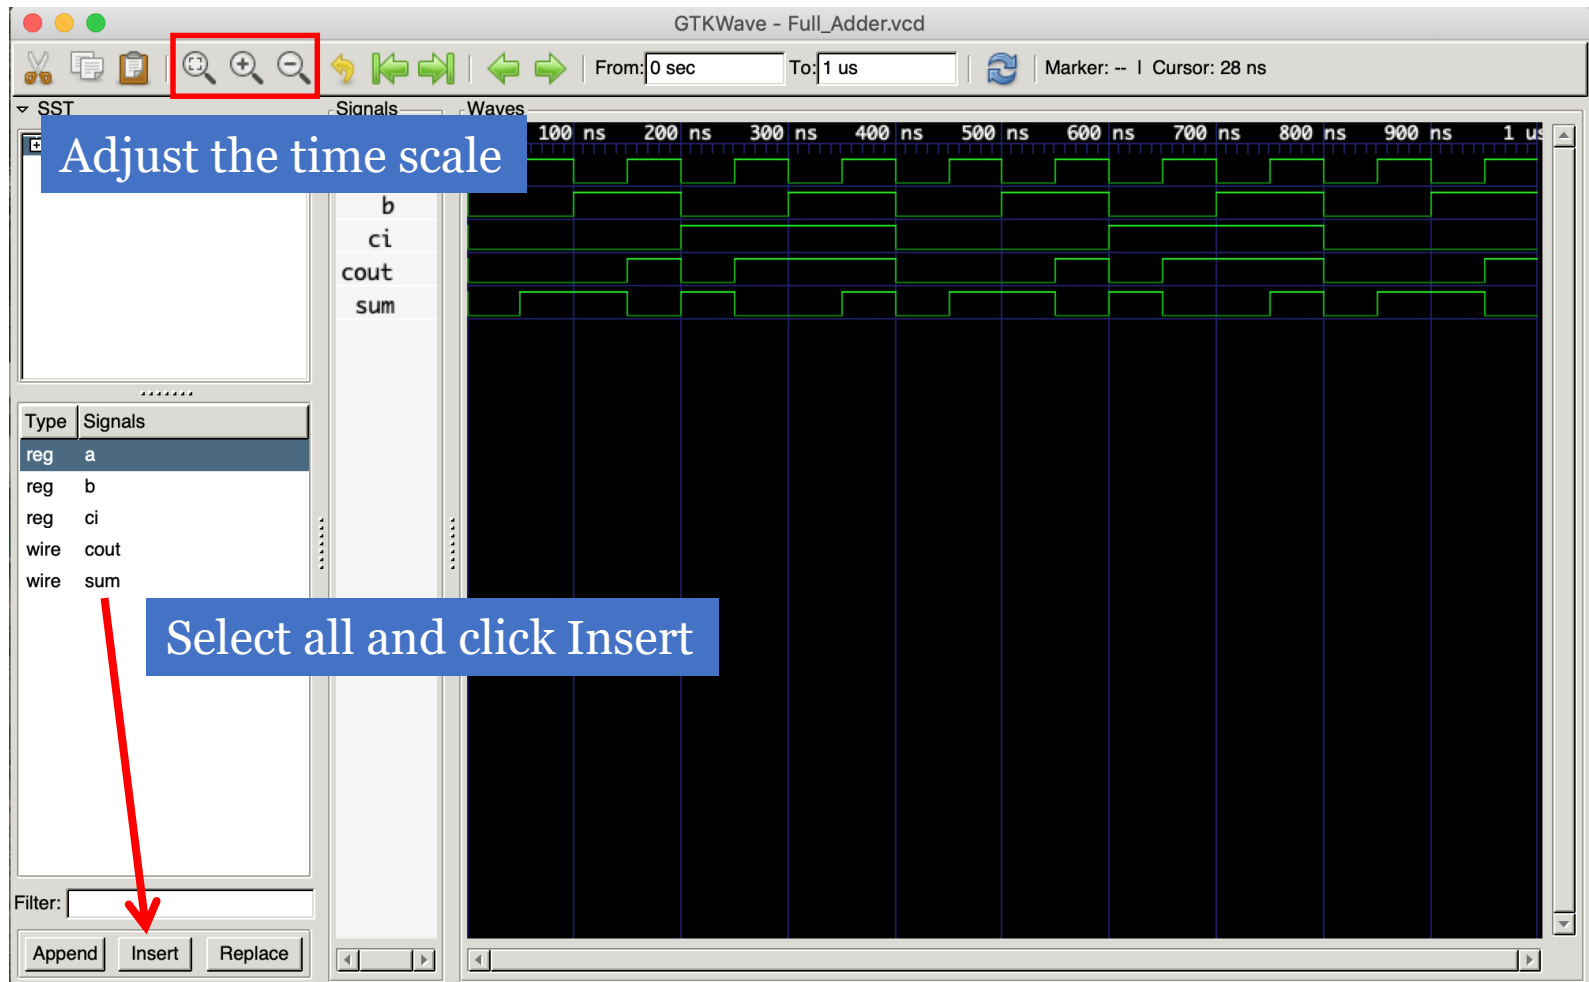 GTKWave - Full_Adder.vcd
From: 0 sec To: 1 us Marker: -- | Cursor: 28 ns
SST
Signals
Waves
Adjust the time scale
100 ns 200 ns 300 ns 400 ns 500 ns 600 ns 700 ns 800 ns 900 ns 1 us
b
ci
cout
sum
Type Signals
reg a
reg b
reg ci
wire cout
wire sum
Select all and click Insert
Filter:
Append Insert Replace